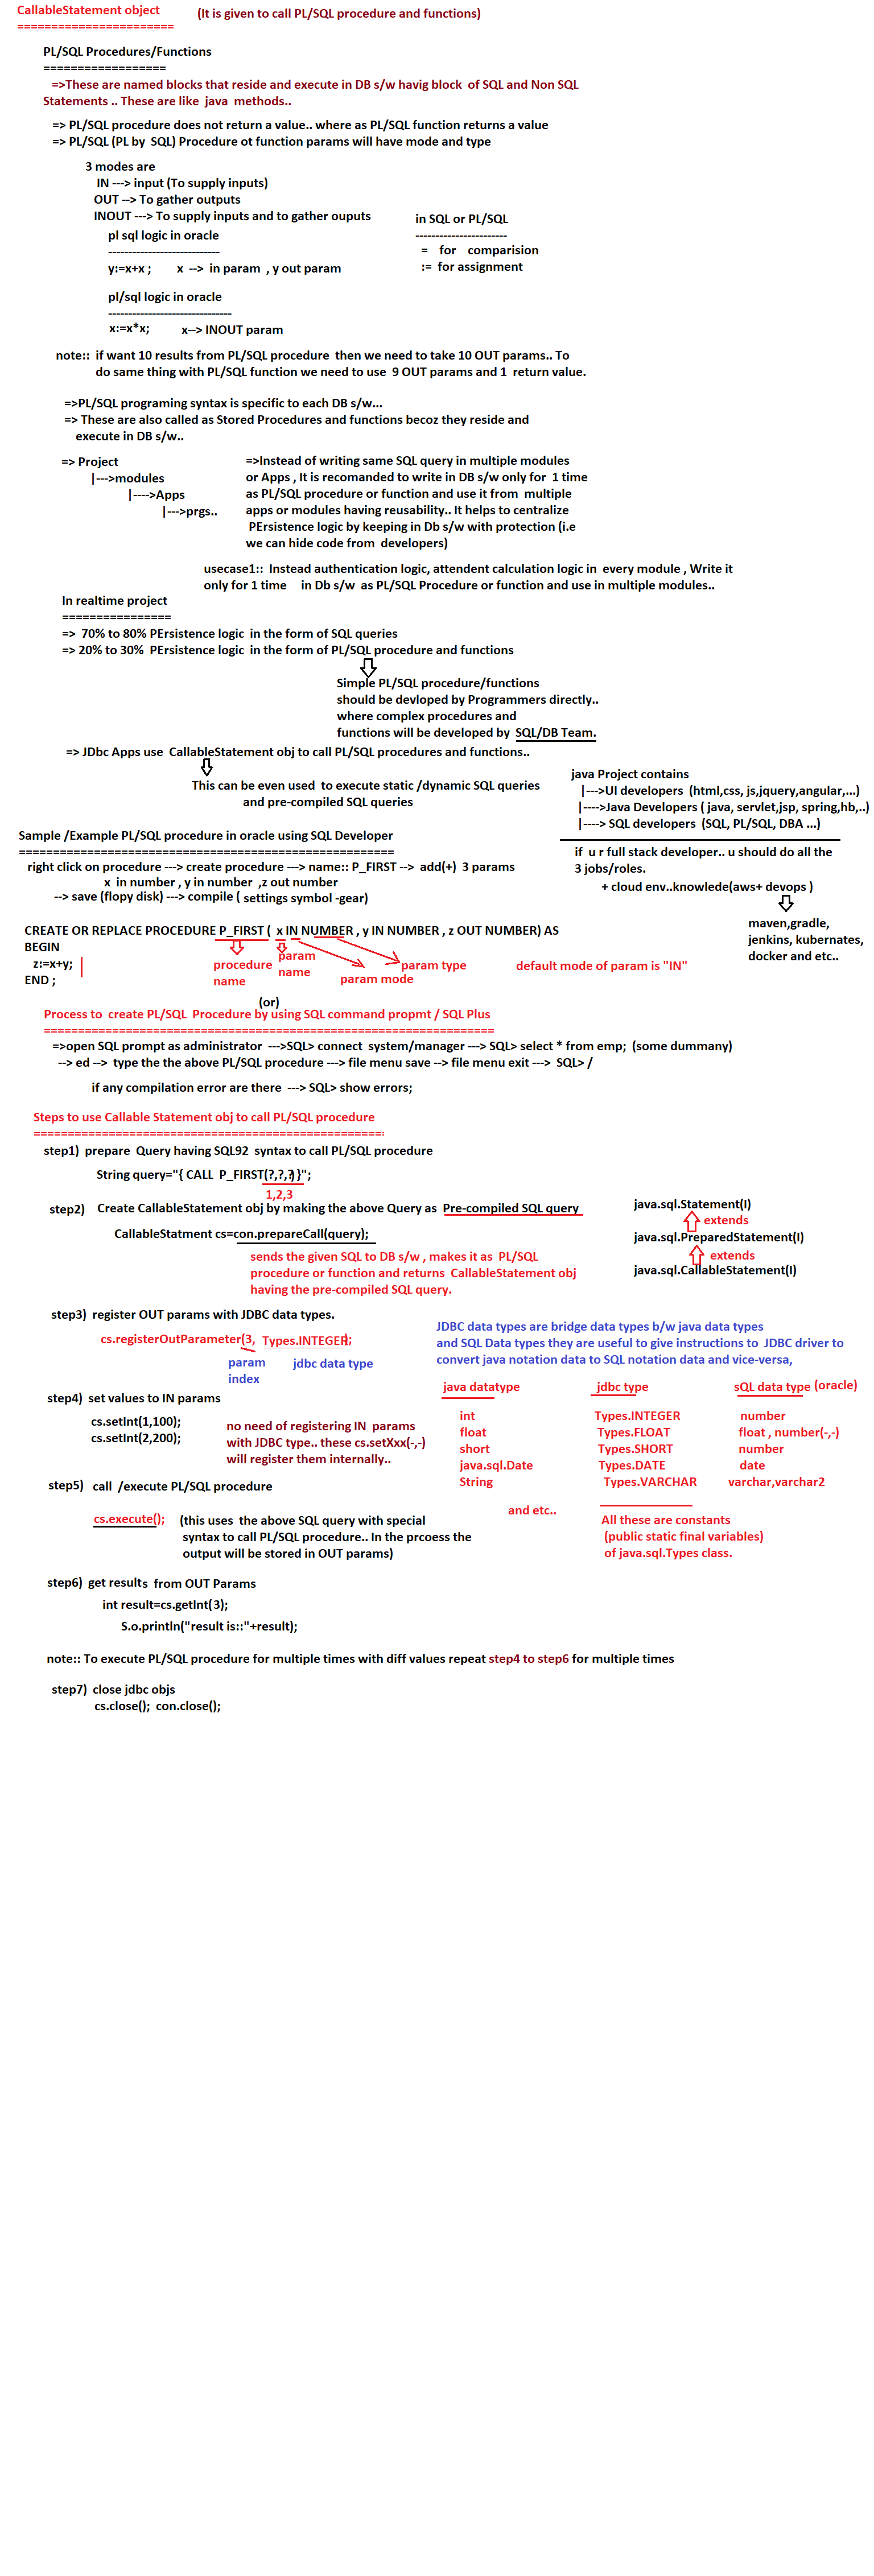 CallableStatement object (It is given to call PL/SQL procedure and functions)
=======================
PL/SQL Procedures/Functions
==================
=>These are named blocks that reside and execute in DB s/w havig block of SQL and Non SQL
Statements .. These are like java methods..
=> PL/SQL procedure does not return a value.. where as PL/SQL function returns a value
=> PL/SQL (PL by SQL) Procedure ot function params will have mode and type
3 modes are
IN ---> input (To supply inputs)
OUT --> To gather outputs
INOUT ---> To supply inputs and to gather ouputs
in SQL or PL/SQL
-----------------------
= for comparision
:= for assignment
pl sql logic in oracle
----------------------------
y:=x+x ; x --> in param , y out param
pl/sql logic in oracle
-------------------------------
x:=x*x; x--> INOUT param
note:: if want 10 results from PL/SQL procedure then we need to take 10 OUT params.. To
do same thing with PL/SQL function we need to use 9 OUT params and 1 return value.
=>PL/SQL programing syntax is specific to each DB s/w...
=> These are also called as Stored Procedures and functions becoz they reside and
execute in DB s/w..
=> Project
|--->modules
|---->Apps
|--->prgs..
=>Instead of writing same SQL query in multiple modules
or Apps , It is recomanded to write in DB s/w only for 1 time
as PL/SQL procedure or function and use it from multiple
apps or modules having reusability.. It helps to centralize
PErsistence logic by keeping in Db s/w with protection (i.e
we can hide code from developers)
usecase1:: Instead authentication logic, attendent calculation logic in every module , Write it
only for 1 time in Db s/w as PL/SQL Procedure or function and use in multiple modules..
In realtime project
================
=> 70% to 80% PErsistence logic in the form of SQL queries
=> 20% to 30% PErsistence logic in the form of PL/SQL procedure and functions
Simple PL/SQL procedure/functions
should be devloped by Programmers directly..
where complex procedures and
functions will be developed by SQL/DB Team.
=> JDbc Apps use CallableStatement obj to call PL/SQL procedures and functions..
This can be even used to execute static /dynamic SQL queries
and pre-compiled SQL queries
java Project contains
|--->UI developers (html,css, js,jquery,angular,...)
|---->Java Developers ( java, servlet,jsp, spring,hb,..)
|----> SQL developers (SQL, PL/SQL, DBA ...)
if u r full stack developer.. u should do all the
3 jobs/roles.
+ cloud env..knowlede(aws+ devops )
maven,gradle,
jenkins, kubernates,
docker and etc..
Sample /Example PL/SQL procedure in oracle using SQL Developer
=======================================================
right click on procedure ---> create procedure ---> name:: P_FIRST --> add(+) 3 params
x in number , y in number ,z out number
--> save (flopy disk) ---> compile ( settings symbol -gear)
CREATE OR REPLACE PROCEDURE P_FIRST ( x IN NUMBER , y IN NUMBER , z OUT NUMBER) AS
BEGIN
z:=x+y;
END ;
procedure
name
param
name
param mode
param type
default mode of param is "IN"
(or)
Process to create PL/SQL Procedure by using SQL command propmt / SQL Plus
==================================================================
=>open SQL prompt as administrator --->SQL> connect system/manager ---> SQL> select * from emp; (some dummany)
--> ed --> type the the above PL/SQL procedure ---> file menu save --> file menu exit ---> SQL> /
if any compilation error are there ---> SQL> show errors;
Steps to use Callable Statement obj to call PL/SQL procedure
===================================================
step1) prepare Query having SQL92 syntax to call PL/SQL procedure
String query="{ CALL P_FIRST(?,?,?) }";
1,2,3
step2) Create CallableStatement obj by making the above Query as Pre-compiled SQL query
CallableStatment cs=con.prepareCall(query);
sends the given SQL to DB s/w , makes it as PL/SQL
procedure or function and returns CallableStatement obj
having the pre-compiled SQL query.
java.sql.Statement(I)
extends
java.sql.PreparedStatement(I)
extends
java.sql.CallableStatement(I)
step3) register OUT params with JDBC data types.
cs.registerOutParameter(3, Types.INTEGER);
param
index
jdbc data type
JDBC data types are bridge data types b/w java data types
and SQL Data types they are useful to give instructions to JDBC driver to
convert java notation data to SQL notation data and vice-versa,
java datatype jdbc type sQL data type (oracle)
int Types.INTEGER number
float Types.FLOAT float , number(-,-)
short Types.SHORT number
java.sql.Date Types.DATE date
String Types.VARCHAR varchar,varchar2
and etc..
All these are constants
(public static final variables)
of java.sql.Types class.
step4) set values to IN params
cs.setInt(1,100);
cs.setInt(2,200);
no need of registering IN params
with JDBC type.. these cs.setXxx(-,-)
will register them internally..
step5) call /execute PL/SQL procedure
cs.execute(); (this uses the above SQL query with special
syntax to call PL/SQL procedure.. In the prcoess the
output will be stored in OUT params)
step6) get results from OUT Params
int result=cs.getInt(3);
S.o.println("result is::"+result);
note:: To execute PL/SQL procedure for multiple times with diff values repeat step4 to step6 for multiple times
step7) close jdbc objs
cs.close(); con.close();